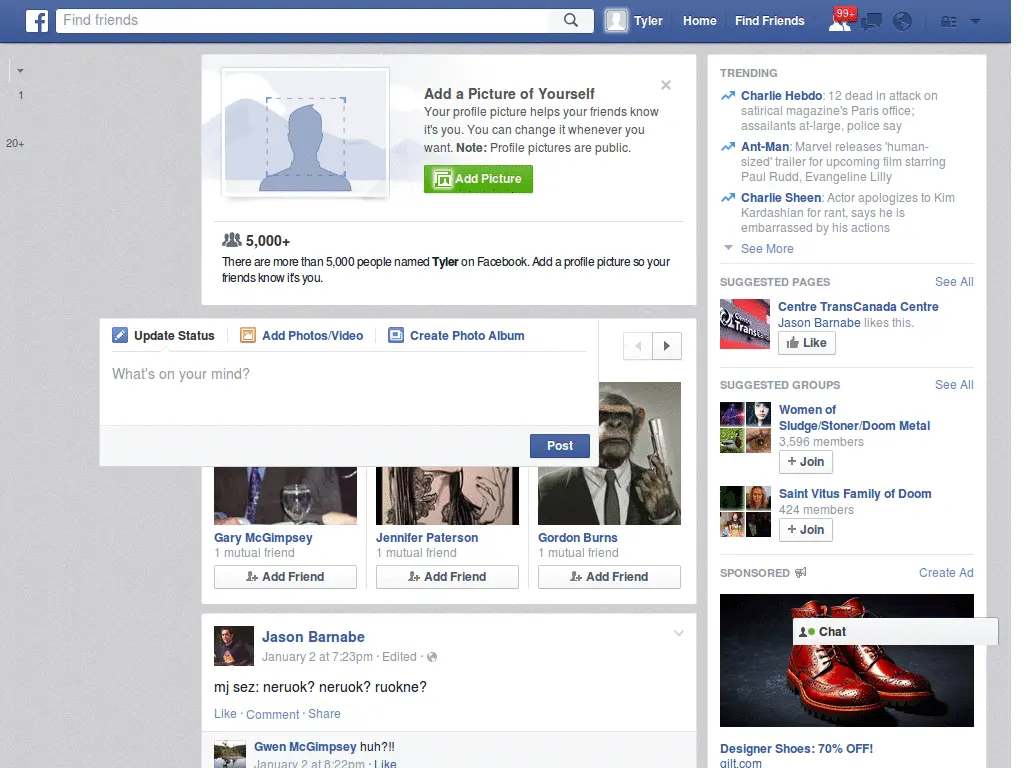 f
Find friends
Tyler
Home
Find Friends
99+
1
20+
Add a Picture of Yourself
Your profile picture helps your friends know
it's you. You can change it whenever you
want. Note: Profile pictures are public.
Add Picture
5,000+
There are more than 5,000 people named Tyler on Facebook. Add a profile picture so your
friends know it's you.
Update Status
Add Photos/Video
Create Photo Album
What's on your mind?
Post
Gary McGimpsey
1 mutual friend
Add Friend
Jennifer Paterson
1 mutual friend
Add Friend
Gordon Burns
1 mutual friend
Add Friend
Jason Barnabe
January 2 at 7:23pm · Edited ·
mj sez: neruok? neruok? ruokne?
Like · Comment · Share
Gwen McGimpsey huh?!!
January 2 at 8:22pm · Like
TRENDING
Charlie Hebdo: 12 dead in attack on
satirical magazine's Paris office;
assailants at-large, police say
Ant-Man: Marvel releases 'human-
sized' trailer for upcoming film starring
Paul Rudd, Evangeline Lilly
Charlie Sheen: Actor apologizes to Kim
Kardashian for rant, says he is
embarrassed by his actions
See More
SUGGESTED PAGES
See All
Centre TransCanada Centre
Jason Barnabe likes this.
Like
SUGGESTED GROUPS
See All
Women of
Sludge/Stoner/Doom Metal
3,596 members
+ Join
Saint Vitus Family of Doom
424 members
+ Join
SPONSORED
Create Ad
Chat
Designer Shoes: 70% OFF!
gilt.com